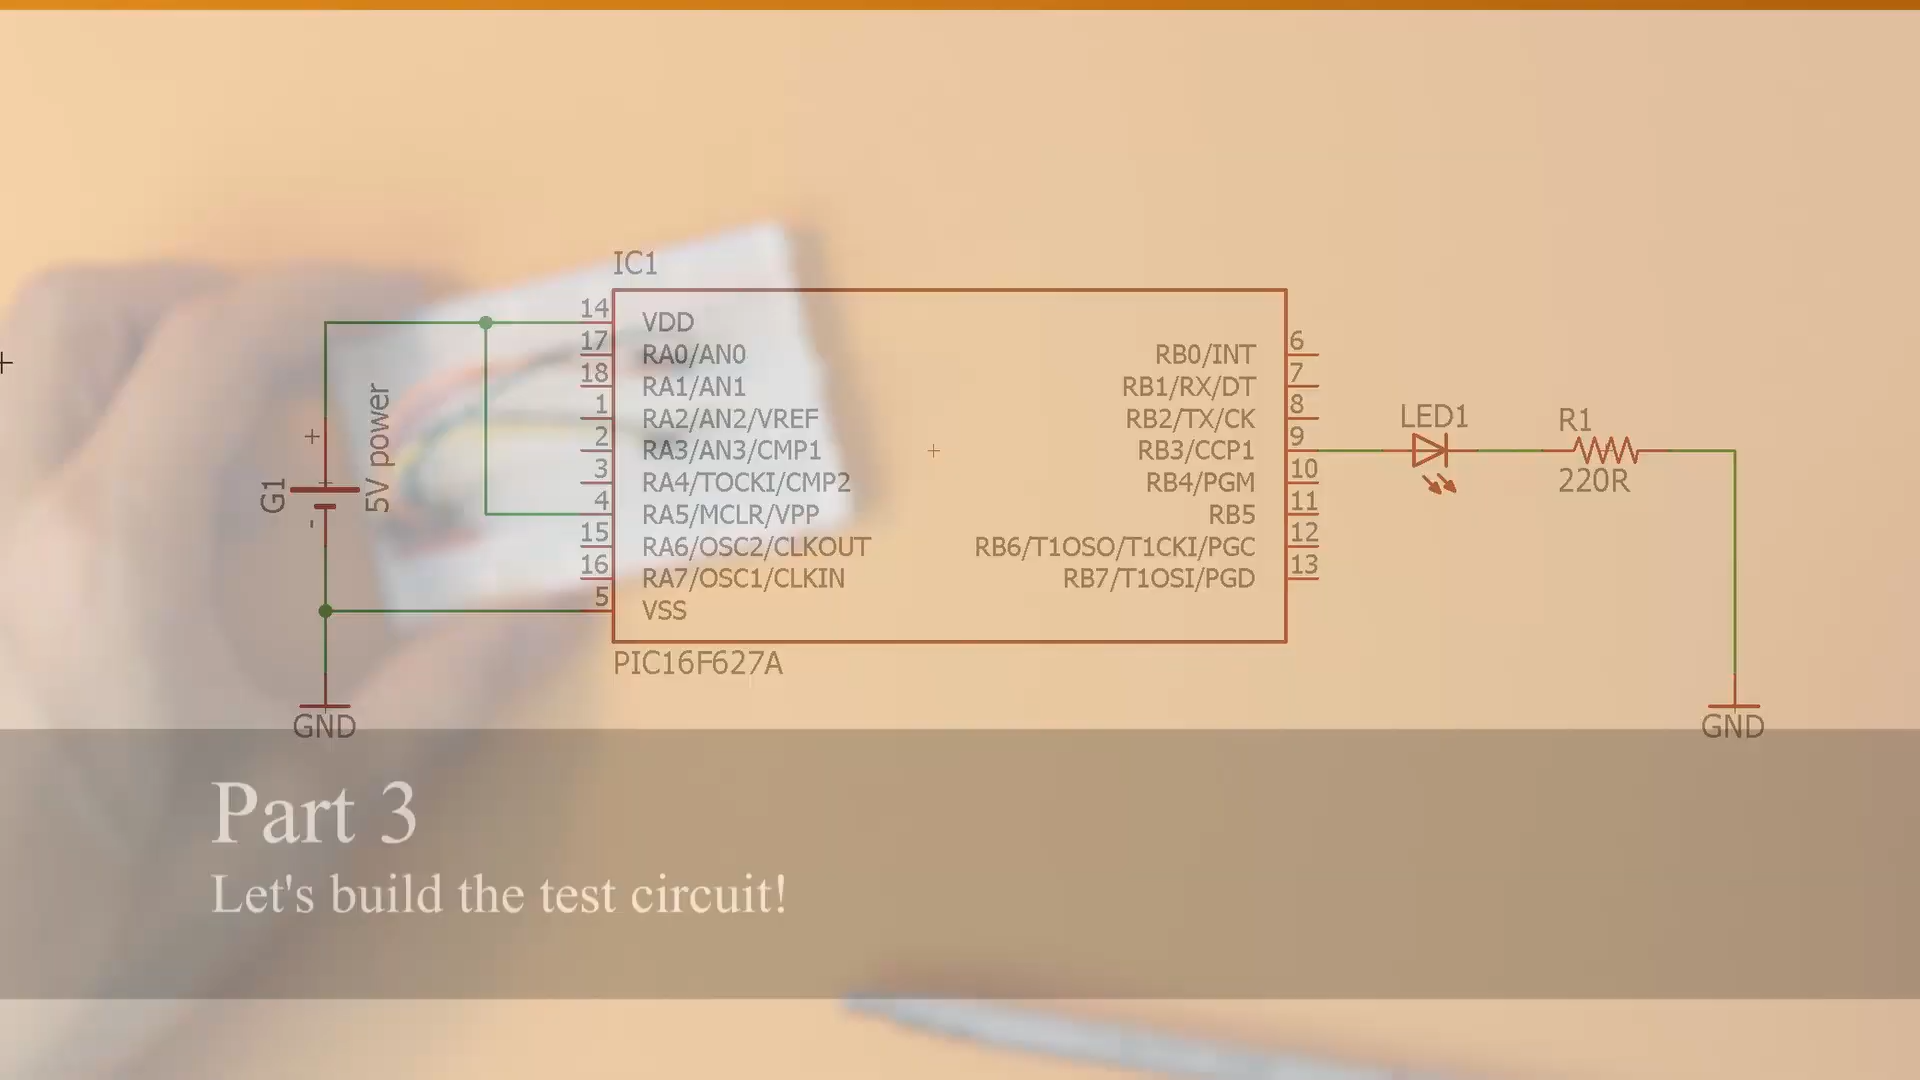 IC1
14 VDD
17 RA0/AN0
18 RA1/AN1
1 RA2/AN2/VREF
2 RA3/AN3/CMP1
3 RA4/TOCKI/CMP2
4 RA5/MCLR/VPP
15 RA6/OSC2/CLKOUT
16 RA7/OSC1/CLKIN
5 VSS
RB0/INT 6
RB1/RX/DT 7
RB2/TX/CK 8
RB3/CCP1 9
RB4/PGM 10
RB5 11
RB6/T1OSO/T1CKI/PGC 12
RB7/T1OSI/PGD 13
PIC16F627A
G1
+
-
5V power
GND
LED1
R1
220R
GND
Part 3
Let's build the test circuit!